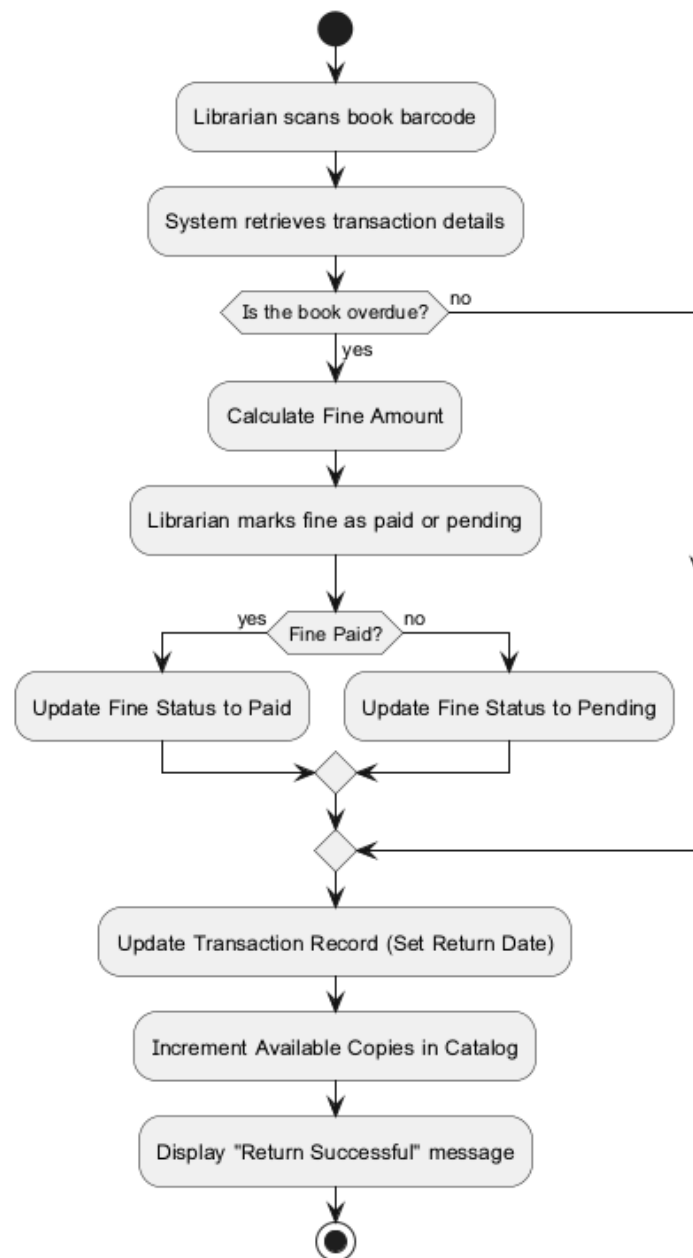 Librarian scans book barcode
System retrieves transaction details
Is the book overdue?
no
yes
Calculate Fine Amount
Librarian marks fine as paid or pending
yes
Fine Paid?
no
Update Fine Status to Paid
Update Fine Status to Pending
Update Transaction Record (Set Return Date)
Increment Available Copies in Catalog
Display "Return Successful" message